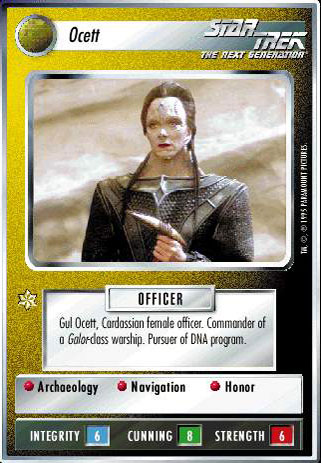 Ocett
STAR TREK
THE NEXT GENERATION
TM, ©, ® 1995 PARAMOUNT PICTURES.
OFFICER
Gul Ocett, Cardassian female officer. Commander of
a Galor-class warship. Pursuer of DNA program.
Archaeology Navigation Honor
INTEGRITY 6 CUNNING 8 STRENGTH 6